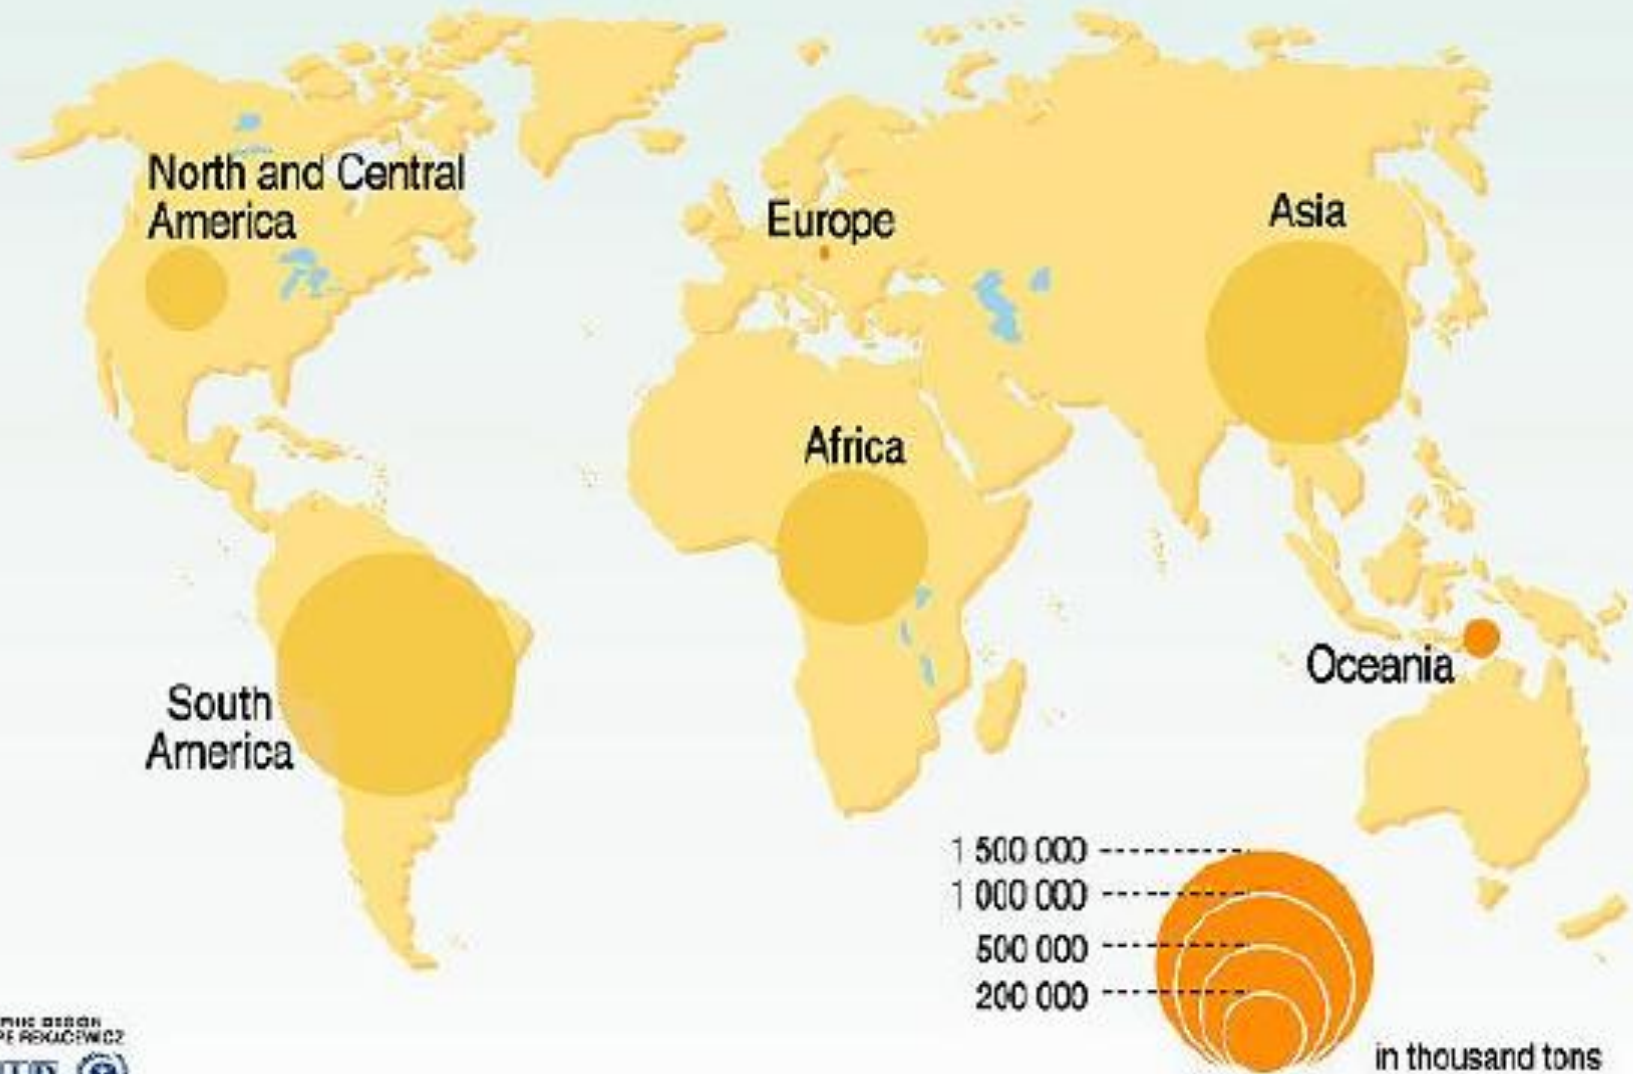 North and Central
America
Europe
Asia
Africa
South
America
Oceania
1 500 000
1 000 000
500 000
200 000
in thousand tons